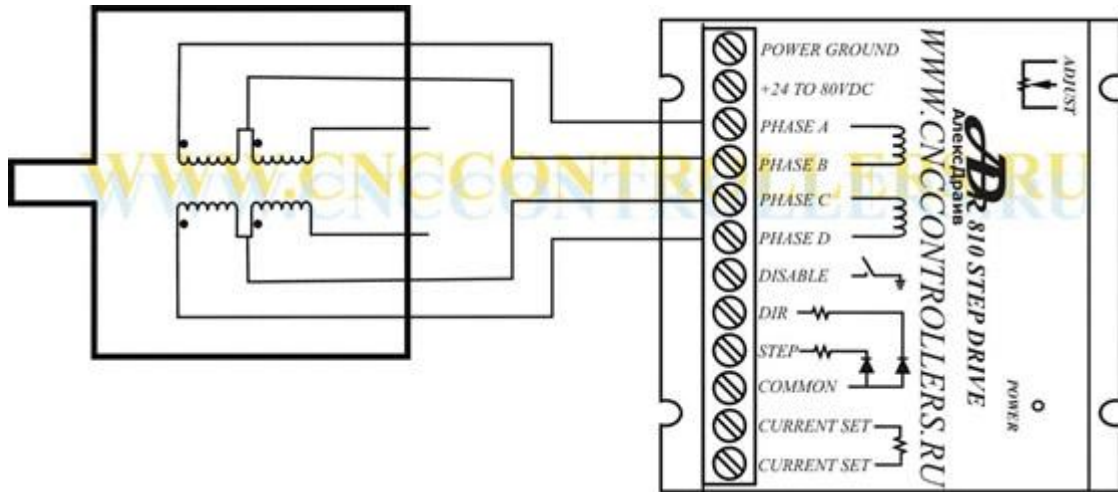 POWER GROUND
+24 TO 80VDC
PHASE A
PHASE B
PHASE C
PHASE D
DISABLE
DIR
STEP
COMMON
CURRENT SET
CURRENT SET
WWW.CNCCONTROLLERS.RU
АлексДрайв
ADR 810 STEP DRIVE
ADJUST
POWER
WWW.CNCCONTROLLERS.RU